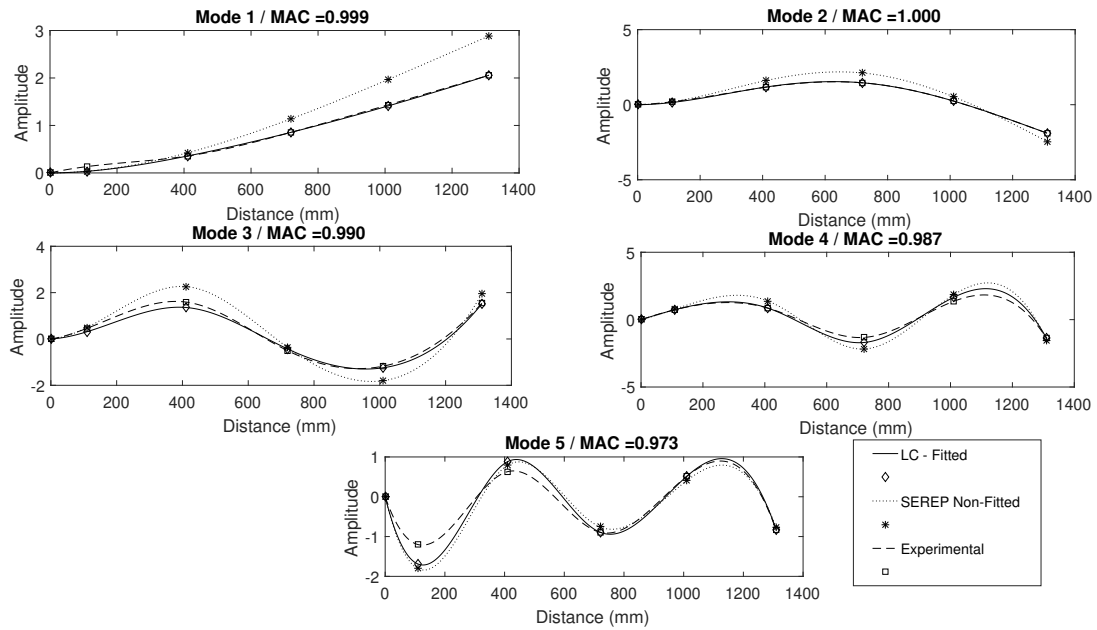 Mode 1 / MAC =0.999
3
2
1
0
Amplitude
0 200 400 600 800 1000 1200 1400
Distance (mm)
Mode 2 / MAC =1.000
5
0
-5
Amplitude
0 200 400 600 800 1000 1200 1400
Distance (mm)
Mode 3 / MAC =0.990
4
2
0
-2
Amplitude
0 200 400 600 800 1000 1200 1400
Distance (mm)
Mode 4 / MAC =0.987
5
0
-5
Amplitude
0 200 400 600 800 1000 1200 1400
Distance (mm)
Mode 5 / MAC =0.973
1
0
-1
-2
Amplitude
0 200 400 600 800 1000 1200 1400
Distance (mm)
LC - Fitted
SEREP Non-Fitted
Experimental